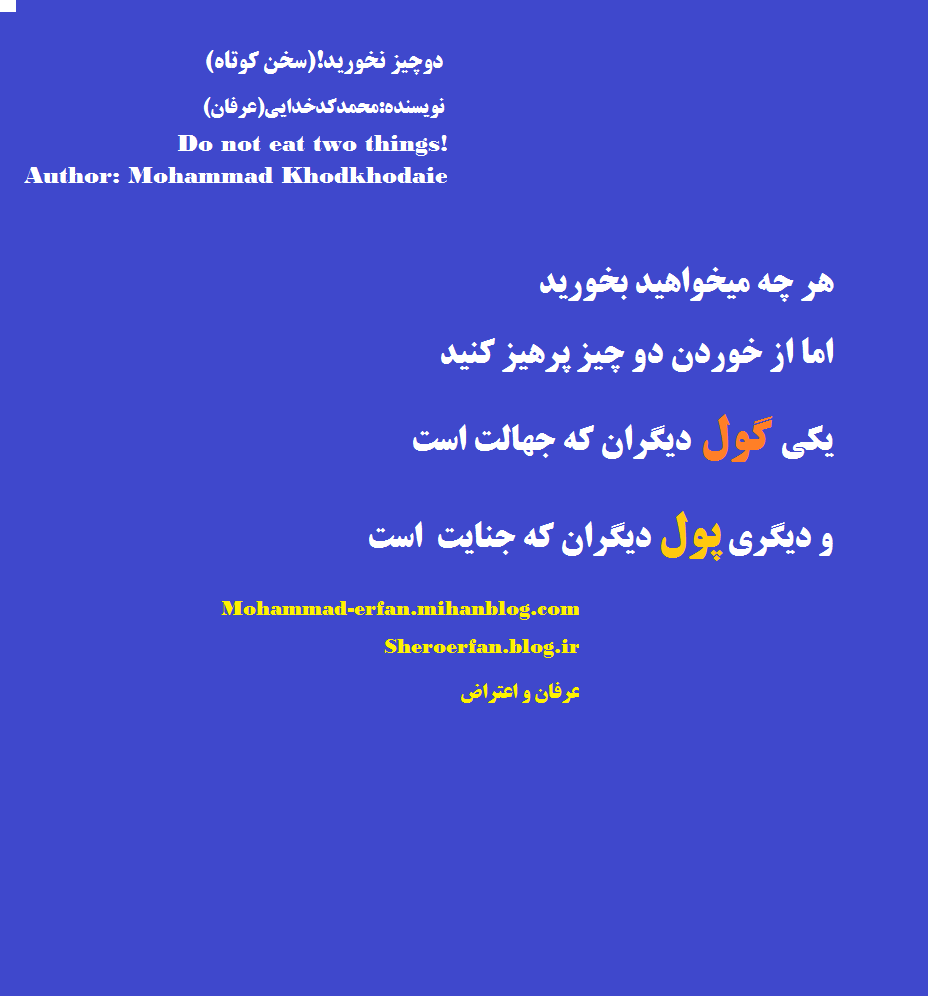 دوچیز نخورید!(سخن کوتاه)
نویسنده:محمدکدخدایی(عرفان)
Do not eat two things!
Author: Mohammad Khodkhodaie
هر چه میخواهید بخورید
اما از خوردن دو چیز پرهیز کنید
یکی گول دیگران که جهالت است
و دیگری پول دیگران که جنایت است
Mohammad-erfan.mihanblog.com
Sheroerfan.blog.ir
عرفان و اعتراض